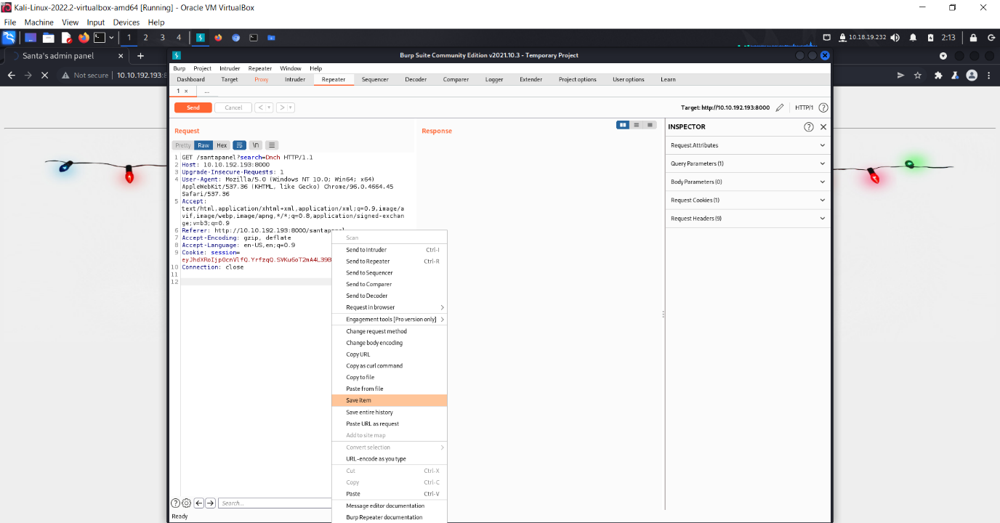 Kali-Linux-2022.2-virtualbox-amd64 [Running] - Oracle VM VirtualBox
File Machine View Input Devices Help
1 2 3 4
10.18.19.232
2:13
Santa's admin panel
Burp Suite Community Edition v2021.10.3 - Temporary Project
Not secure 10.10.192.193:8
Burp Project Intruder Repeater Window Help
Dashboard Target Proxy Intruder Repeater Sequencer Decoder Comparer Logger Extender Project options User options Learn
1 × ...
Send Cancel < >
Target: http://10.10.192.193:8000 HTTP/1 ?
Request
Response
INSPECTOR ?
Pretty Raw Hex \n
Request Attributes
Query Parameters (1)
Body Parameters (0)
Request Cookies (1)
Request Headers (9)
1 GET /santapanel?search=Dnch HTTP/1.1
2 Host: 10.10.192.193:8000
3 Upgrade-Insecure-Requests: 1
4 User-Agent: Mozilla/5.0 (Windows NT 10.0; Win64; x64)
AppleWebKit/537.36 (KHTML, like Gecko) Chrome/96.0.4664.45
Safari/537.36
5 Accept:
text/html,application/xhtml+xml,application/xml;q=0.9,image/a
vif,image/webp,image/apng,*/*;q=0.8,application/signed-exchan
ge;v=b3;q=0.9
6 Referer: http://10.10.192.193:8000/santapanel
7 Accept-Encoding: gzip, deflate
8 Accept-Language: en-US,en;q=0.9
9 Cookie: session=
eyJhdXRoIjp0cnVlfQ.YrfzqQ.SVKu6oT2mA4L398
10 Connection: close
11
12
Scan
Send to Intruder Ctrl-I
Send to Repeater Ctrl-R
Send to Sequencer
Send to Comparer
Send to Decoder
Request in browser
Engagement tools [Pro version only]
Change request method
Change body encoding
Copy URL
Copy as curl command
Copy to file
Paste from file
Save item
Save entire history
Paste URL as request
Add to site map
Convert selection
URL-encode as you type
Cut Ctrl-X
Copy Ctrl-C
Paste Ctrl-V
Message editor documentation
Burp Repeater documentation
? Search...
Ready